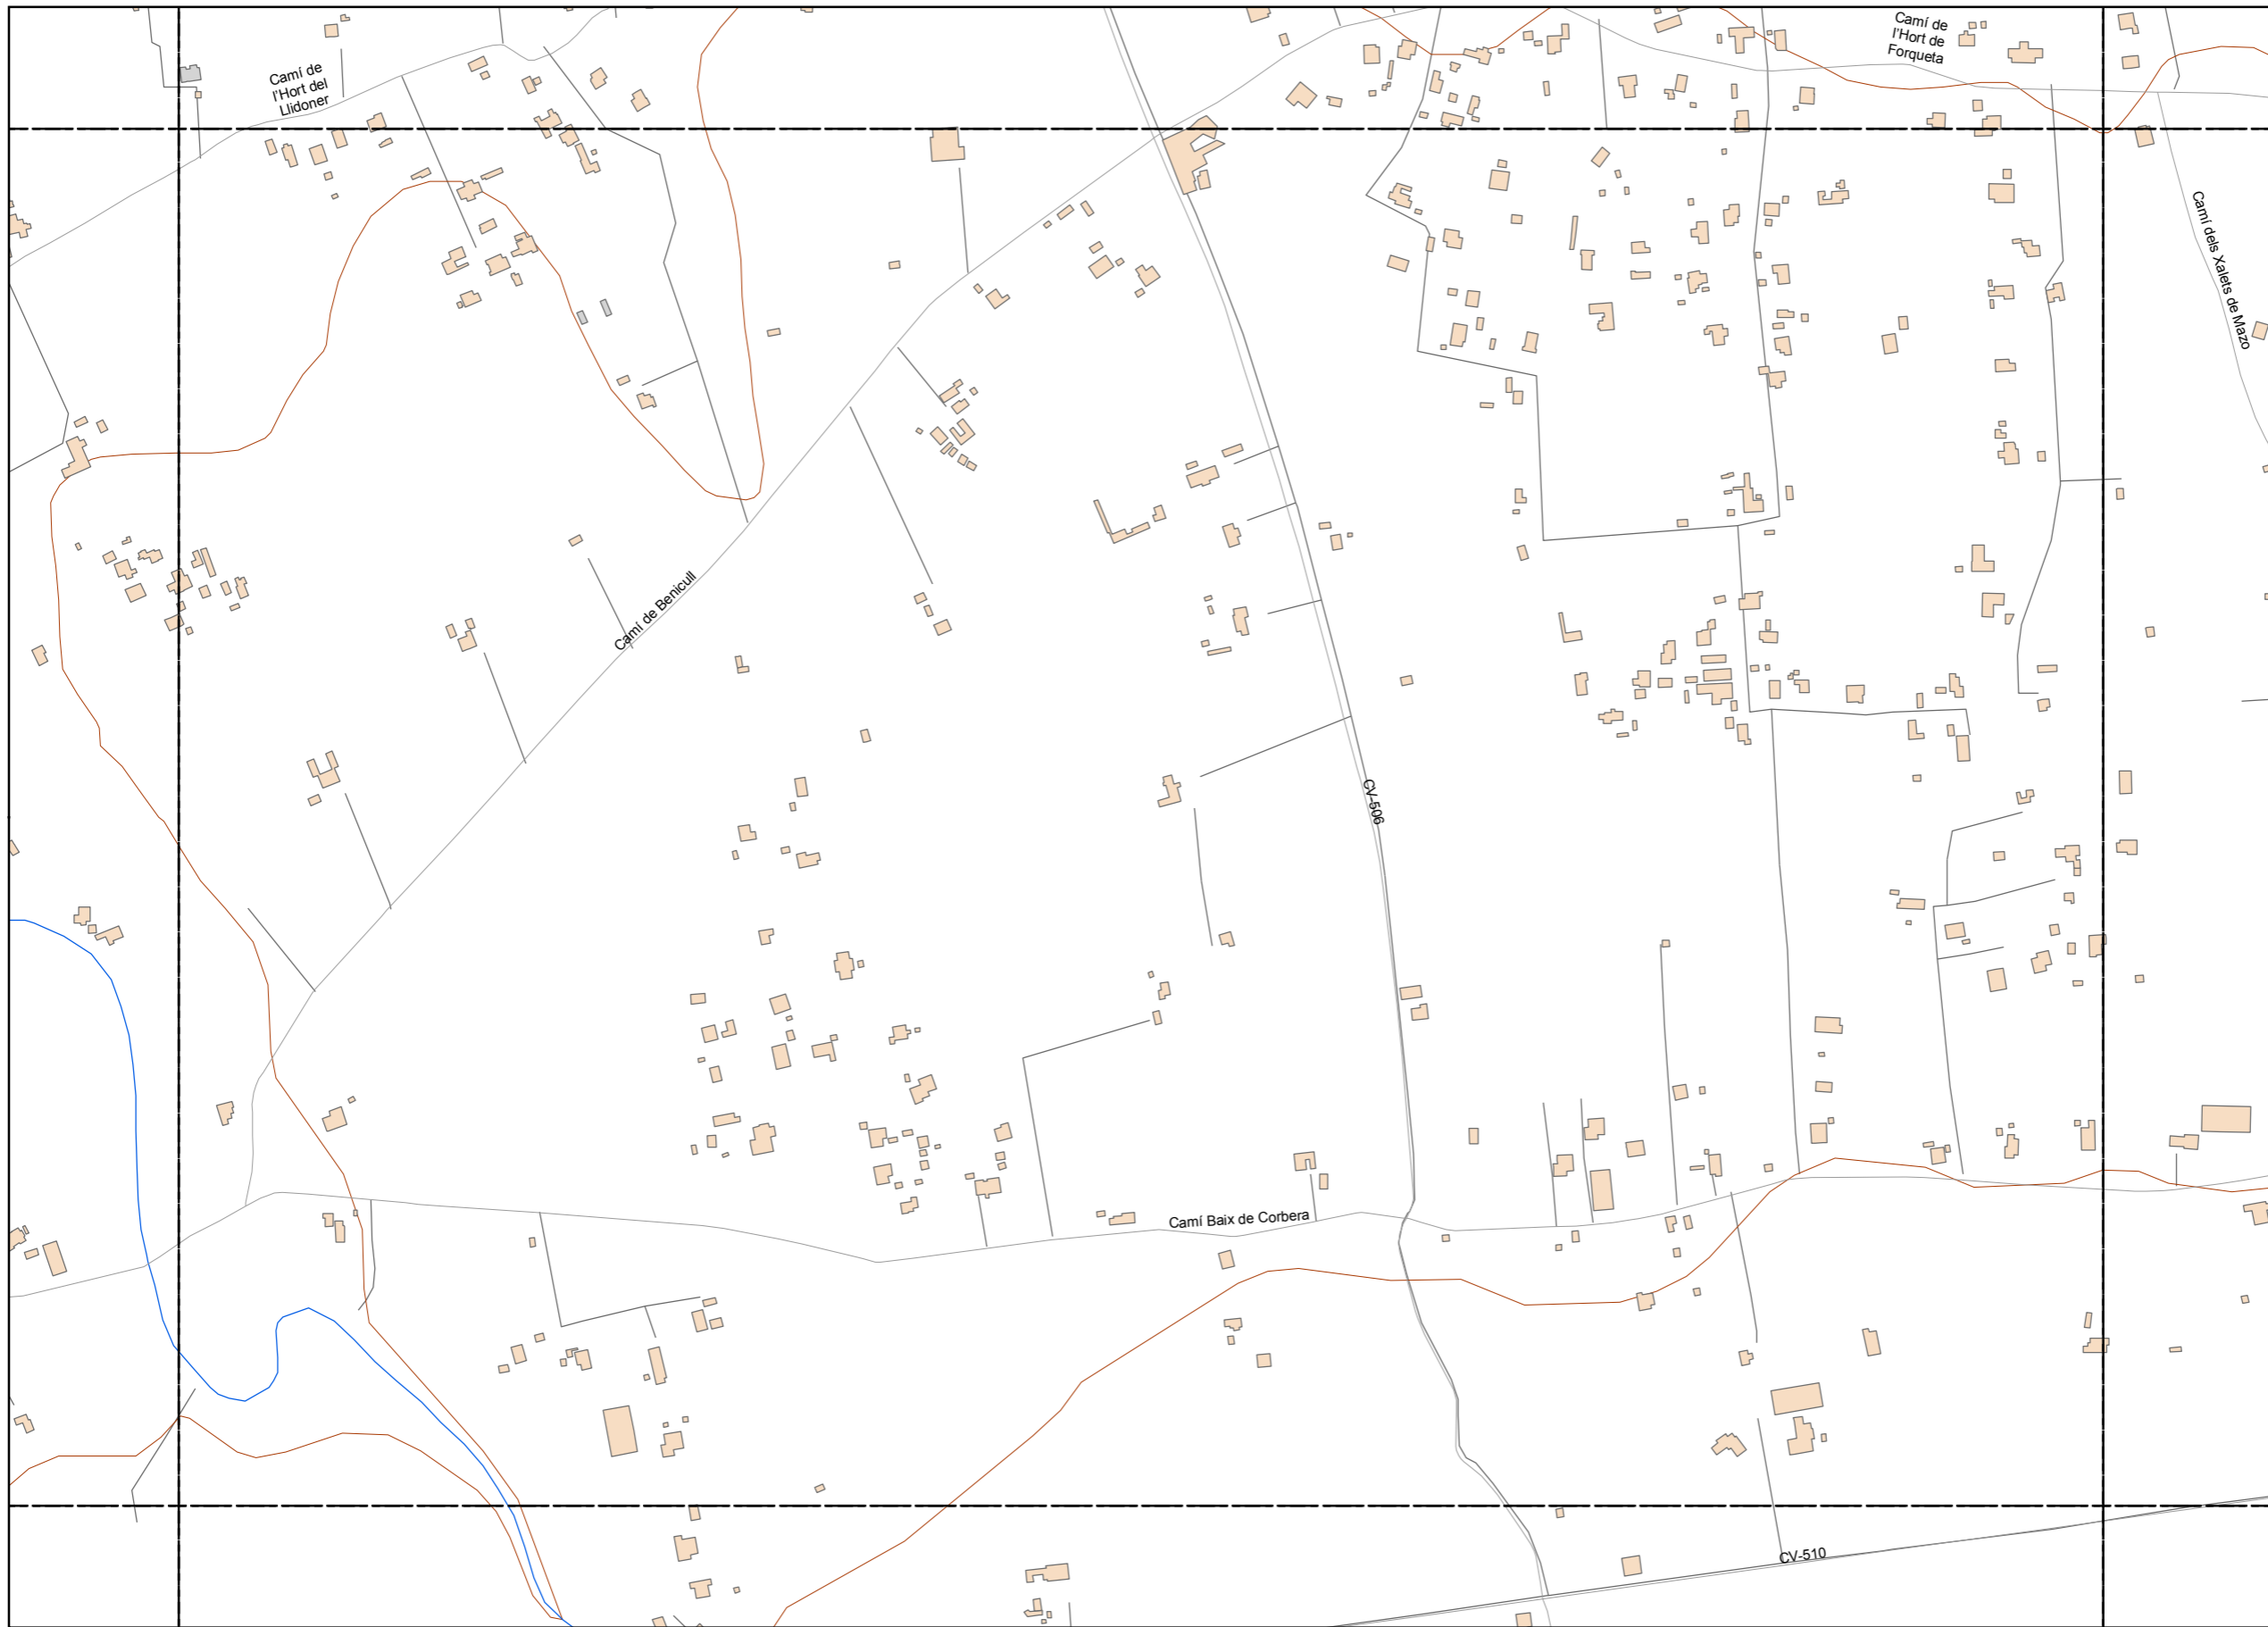 Camí de
l'Hort del
Llidoner
Camí de
l'Hort de
Forqueta
Camí dels Xalets de Mazo
Camí de Benicull
CV-506
Camí Baix de Corbera
CV-510